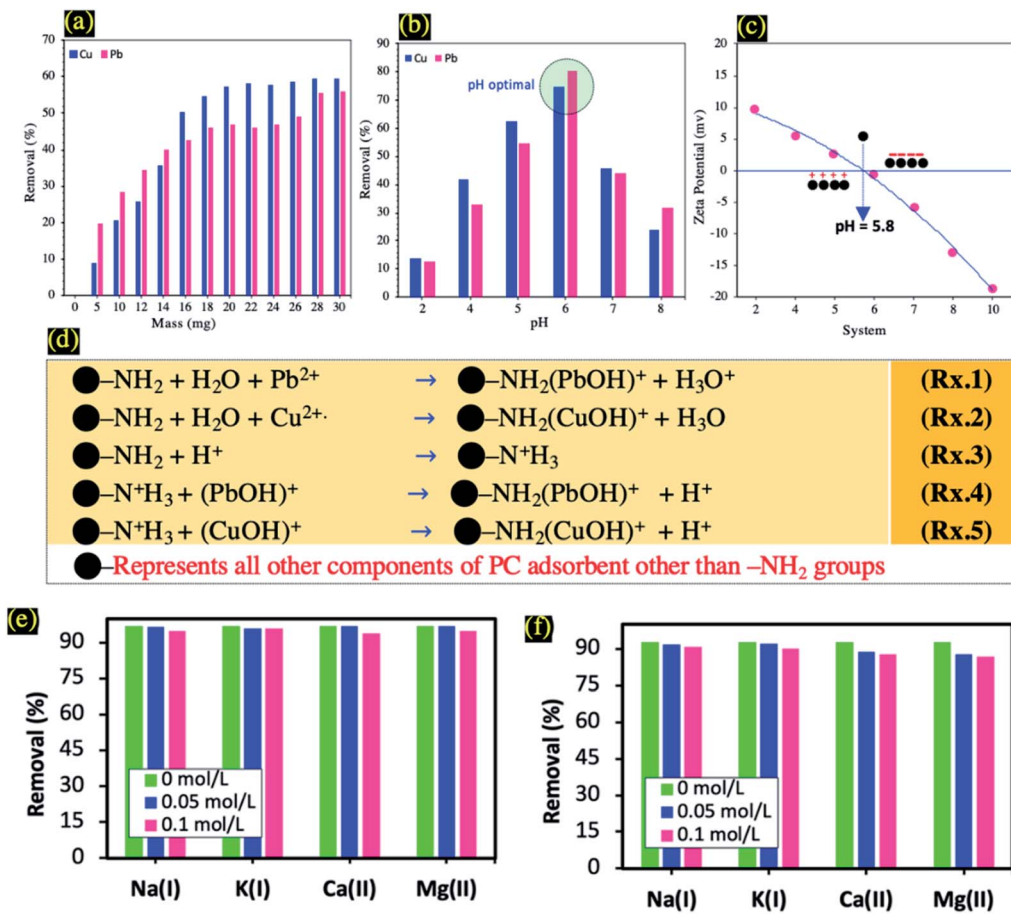 (a)
70
60
50
40
30
20
10
0
Removal (%)
Cu Pb
0 5 10 12 14 16 18 20 22 24 26 28 30
Mass (mg)
(b)
90
80
70
60
50
40
30
20
10
0
Removal (%)
Cu Pb
pH optimal
2 4 5 6 7 8
pH
(c)
20
15
10
5
0
-5
-10
-15
-20
Zeta Potential (mv)
+ + + +
pH = 5.8
2 4 5 6 7 8 10
System
(d)
–NH₂ + H₂O + Pb²⁺ → –NH₂(PbOH)⁺ + H₃O⁺ (Rx.1)
–NH₂ + H₂O + Cu²⁺· → –NH₂(CuOH)⁺ + H₃O (Rx.2)
–NH₂ + H⁺ → –N⁺H₃ (Rx.3)
–N⁺H₃ + (PbOH)⁺ → –NH₂(PbOH)⁺ + H⁺ (Rx.4)
–N⁺H₃ + (CuOH)⁺ → –NH₂(CuOH)⁺ + H⁺ (Rx.5)
–Represents all other components of PC adsorbent other than –NH₂ groups
(e)
90
75
60
45
30
15
0
Removal (%)
0 mol/L
0.05 mol/L
0.1 mol/L
Na(I) K(I) Ca(II) Mg(II)
(f)
90
75
60
45
30
15
0
Removal (%)
0 mol/L
0.05 mol/L
0.1 mol/L
Na(I) K(I) Ca(II) Mg(II)